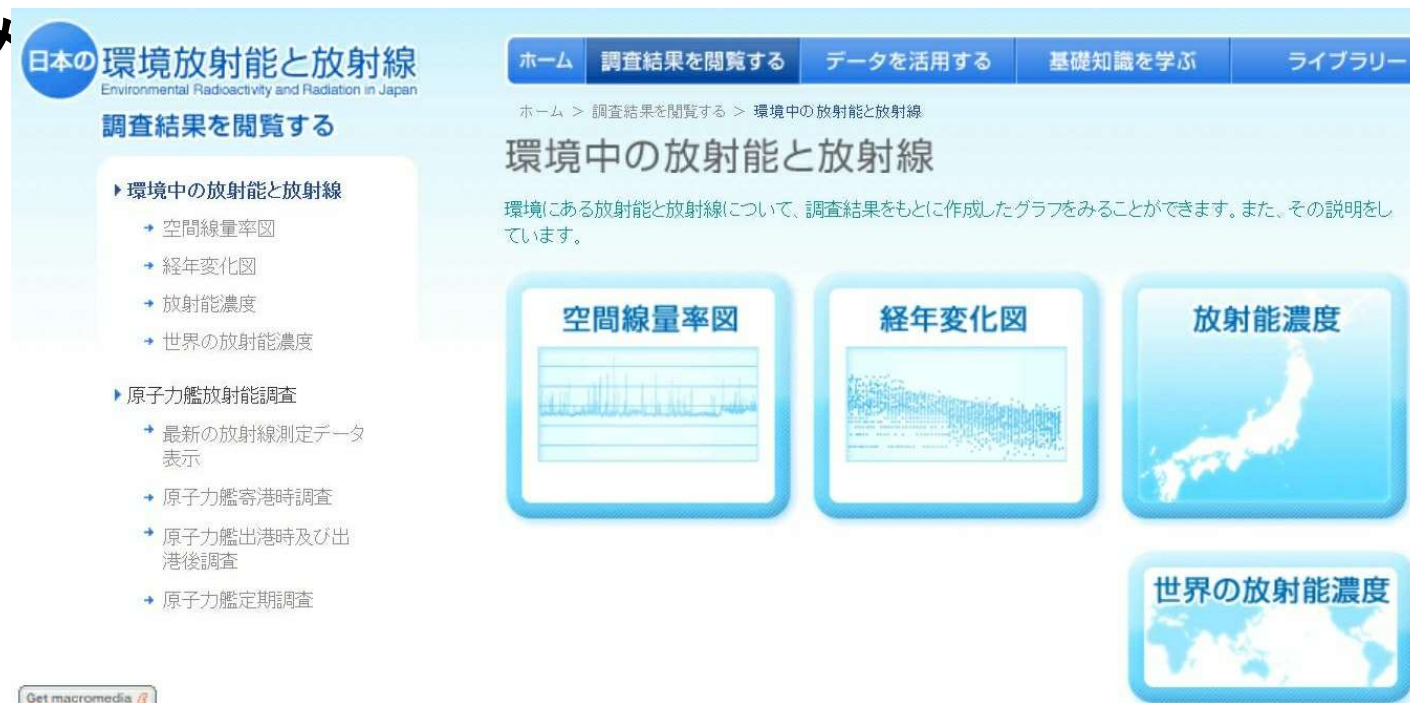 日本の環境放射能と放射線
Environmental Radioactivity and Radiation in Japan
調査結果を閲覧する
環境中の放射能と放射線
空間線量率図
経年変化図
放射能濃度
世界の放射能濃度
原子力艦放射能調査
最新の放射線測定データ
表示
原子力艦寄港時調査
原子力艦出港時及び出
港後調査
原子力艦定期調査
Get macromedia
ホーム 調査結果を閲覧する データを活用する 基礎知識を学ぶ ライブラリー
ホーム > 調査結果を閲覧する > 環境中の放射能と放射線
環境中の放射能と放射線
環境にある放射能と放射線について、調査結果をもとに作成したグラフをみることができます。また、その説明をし
ています。
空間線量率図
経年変化図
放射能濃度
世界の放射能濃度